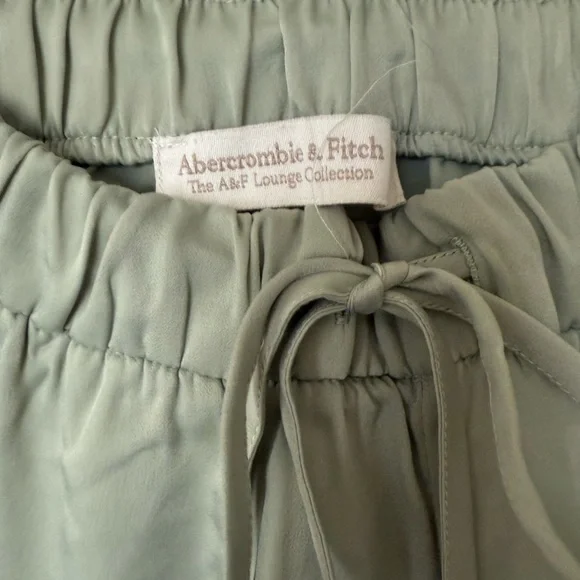 Abercrombie & Fitch
The A&F Lounge Collection